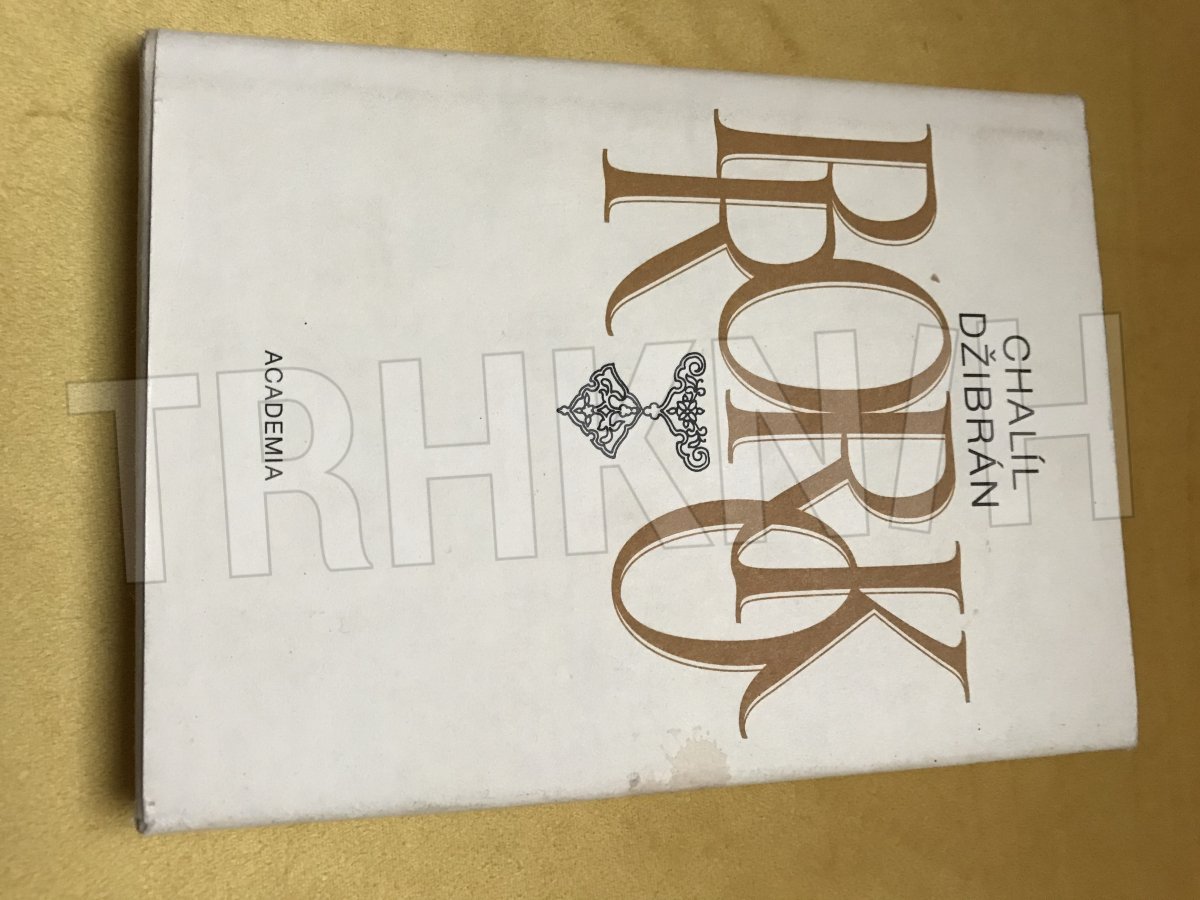 CHALÍL
DŽIBRÁN
PROROK
ACADEMIA
TRHKNIH